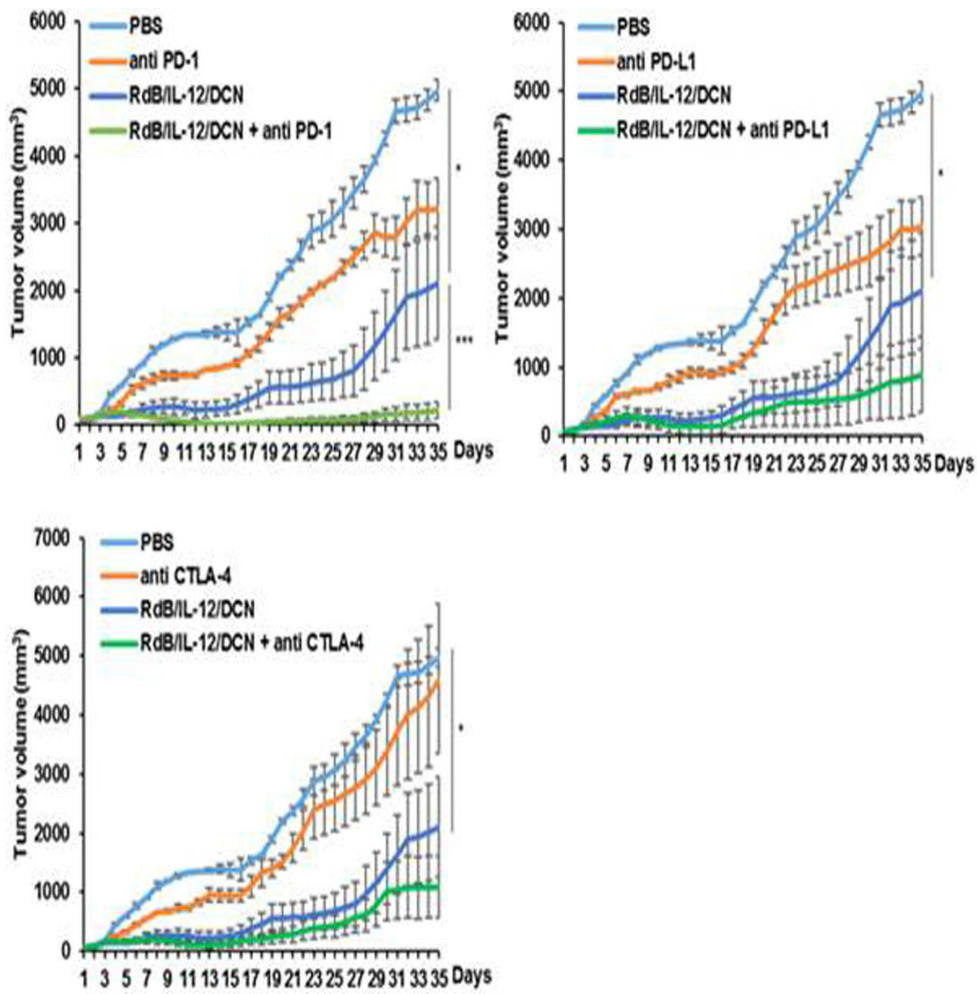 6000
5000
4000
3000
2000
1000
0
Tumor volume (mm³)
PBS
anti PD-1
RdB/IL-12/DCN
RdB/IL-12/DCN + anti PD-1
*
***
1 3 5 7 9 11 13 15 17 19 21 23 25 27 29 31 33 35 Days
6000
5000
4000
3000
2000
1000
0
Tumor volume (mm³)
PBS
anti PD-L1
RdB/IL-12/DCN
RdB/IL-12/DCN + anti PD-L1
*
1 3 5 7 9 11 13 15 17 19 21 23 25 27 29 31 33 35 Days
7000
6000
5000
4000
3000
2000
1000
0
Tumor volume (mm³)
PBS
anti CTLA-4
RdB/IL-12/DCN
RdB/IL-12/DCN + anti CTLA-4
*
1 3 5 7 9 11 13 15 17 19 21 23 25 27 29 31 33 35 Days